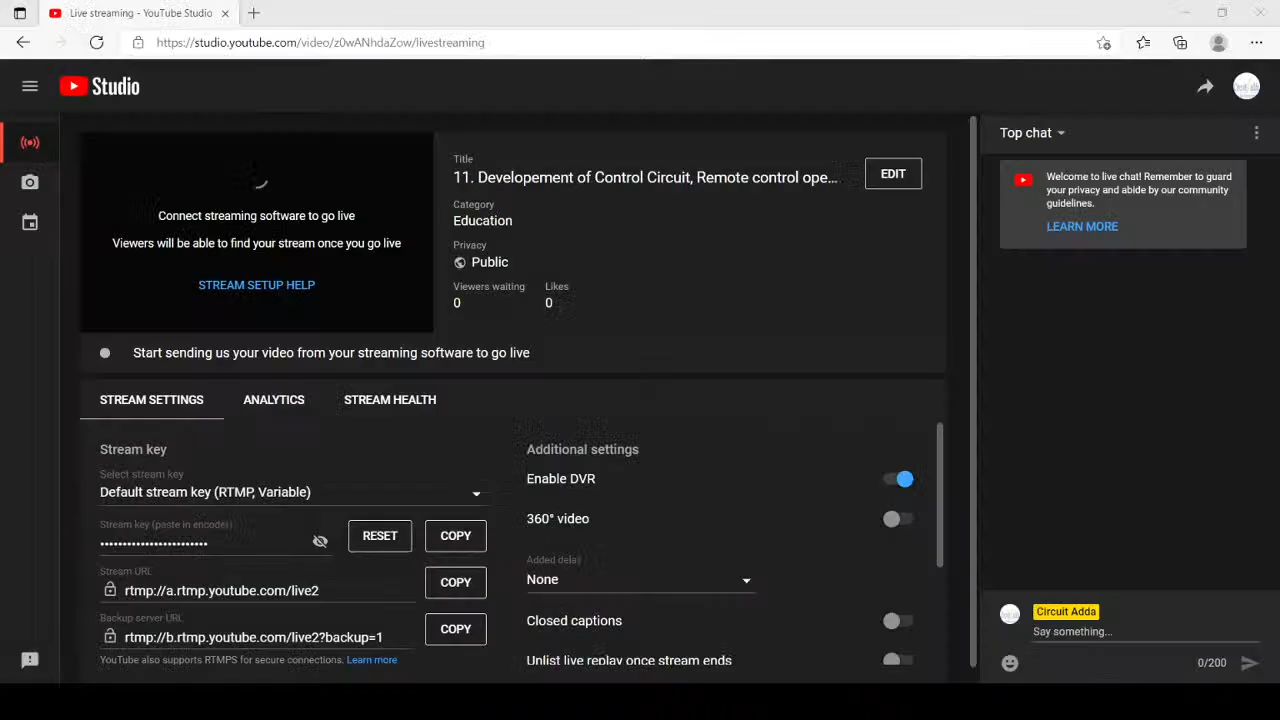 Live streaming - YouTube Studio
https://studio.youtube.com/video/z0wANhdaZow/livestreaming
Studio
Connect streaming software to go live
Viewers will be able to find your stream once you go live
STREAM SETUP HELP
Title
11. Developement of Control Circuit, Remote control ope...
EDIT
Category
Education
Privacy
Public
Viewers waiting
Likes
0
0
Start sending us your video from your streaming software to go live
STREAM SETTINGS
ANALYTICS
STREAM HEALTH
Stream key
Select stream key
Default stream key (RTMP, Variable)
Stream key (paste in encoder)
RESET
COPY
Stream URL
rtmp://a.rtmp.youtube.com/live2
COPY
Backup server URL
rtmp://b.rtmp.youtube.com/live2?backup=1
COPY
YouTube also supports RTMPS for secure connections. Learn more
Additional settings
Enable DVR
360° video
Added delay
None
Closed captions
Unlist live replay once stream ends
Top chat
Welcome to live chat! Remember to guard
your privacy and abide by our community
guidelines.
LEARN MORE
Circuit Adda
Say something...
0/200